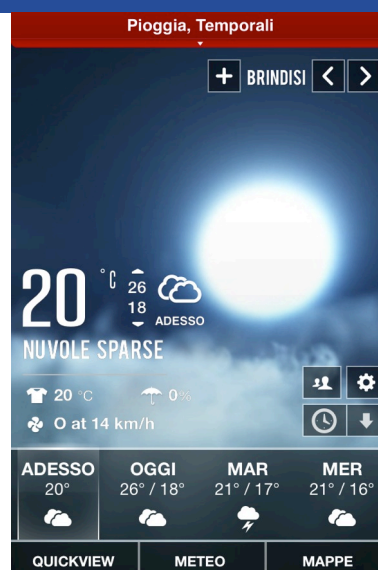 Pioggia, Temporali
BRINDISI
20 °C
26
18
ADESSO
NUVOLE SPARSE
20 °C 0%
O at 14 km/h
ADESSO OGGI MAR MER
20° 26° / 18° 21° / 17° 21° / 16°
QUICKVIEW METEO MAPPE